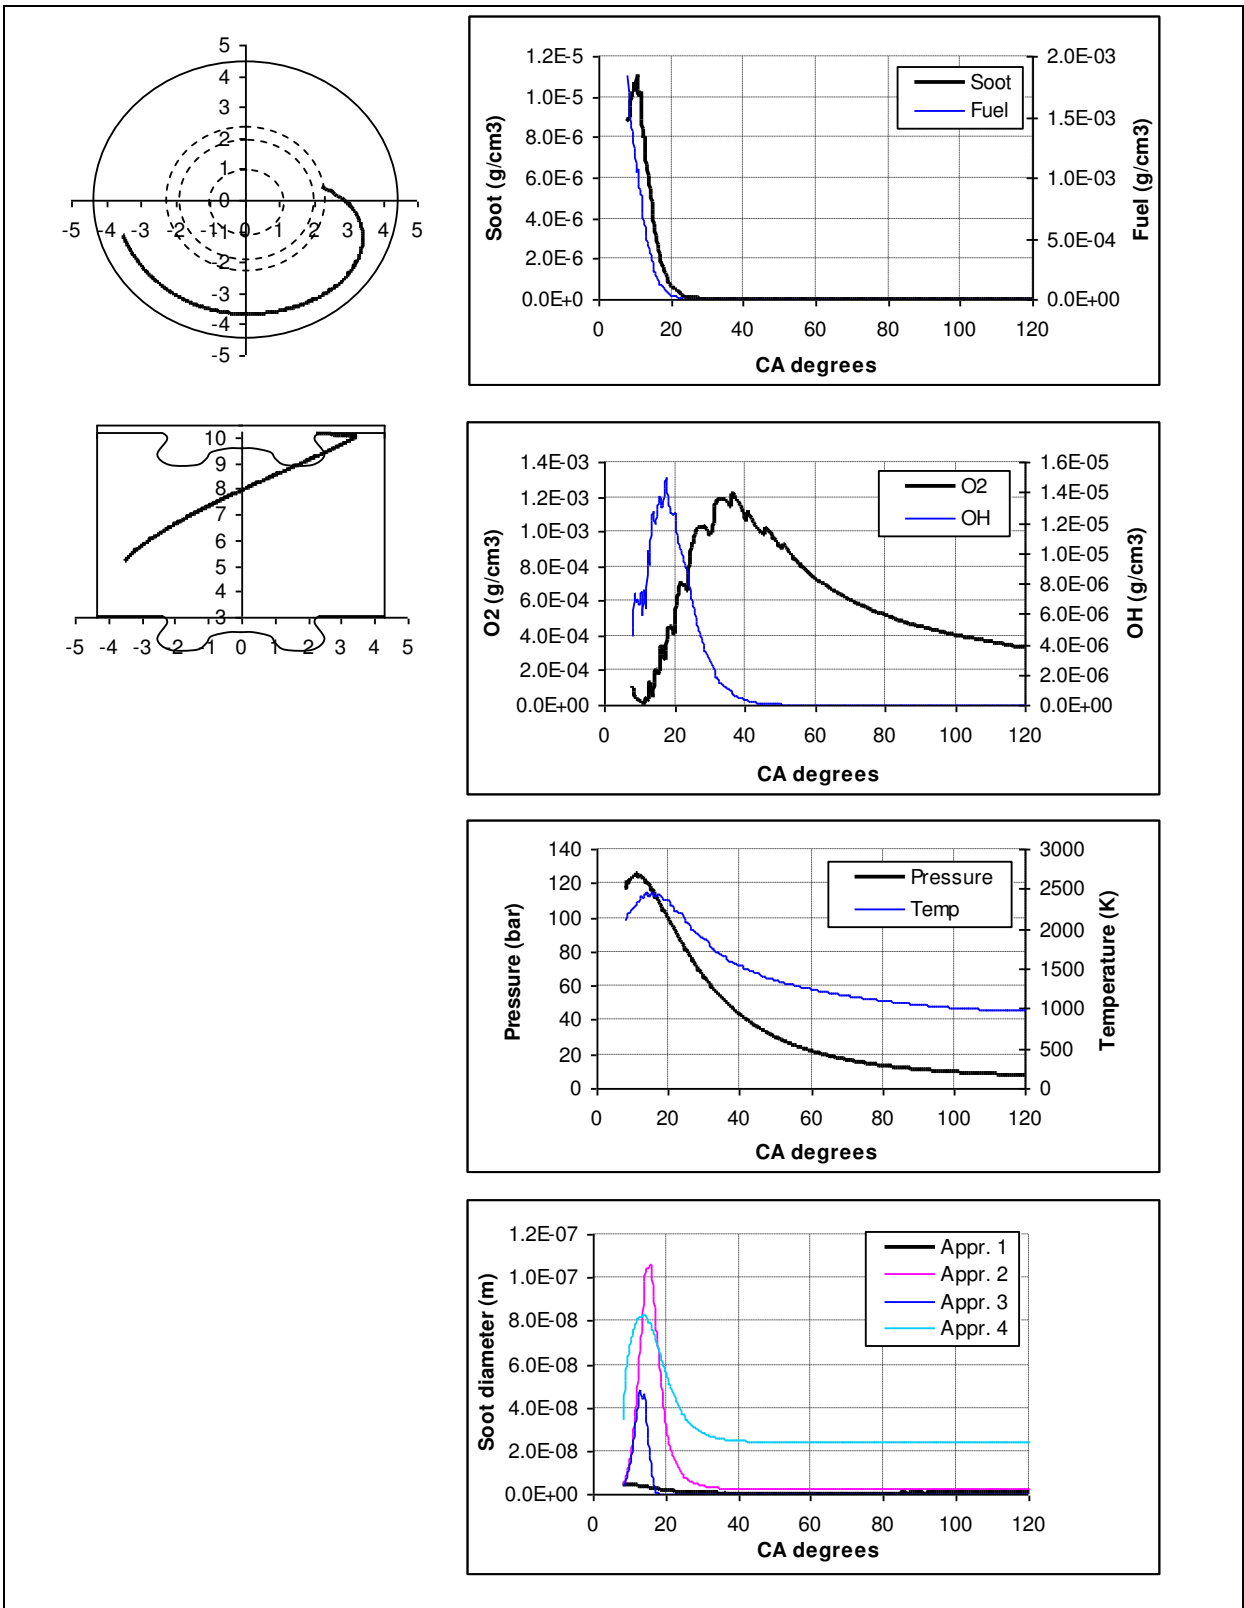 5
4
3
2
1
0
-5 -4 -3 -2 -1 0 1 2 3 4 5
-1
-2
-3
-4
-5
1.2E-5 2.0E-03
1.0E-5 1.5E-03
8.0E-6
6.0E-6 1.0E-03
4.0E-6 5.0E-04
2.0E-6
0.0E+0 0.0E+00
Soot (g/cm3)
Fuel (g/cm3)
Soot
Fuel
0 20 40 60 80 100 120
CA degrees
10
9
8
7
6
5
4
3
-5 -4 -3 -2 -1 0 1 2 3 4 5
1.4E-03 1.6E-05
1.2E-03 1.4E-05
1.0E-03 1.2E-05
8.0E-04 1.0E-05
6.0E-04 8.0E-06
4.0E-04 6.0E-06
2.0E-04 4.0E-06
0.0E+00 2.0E-06
0.0E+00
O2 (g/cm3)
OH (g/cm3)
O2
OH
0 20 40 60 80 100 120
CA degrees
140 3000
120 2500
100 2000
80 1500
60 1000
40 500
20 0
0
Pressure (bar)
Temperature (K)
Pressure
Temp
0 20 40 60 80 100 120
CA degrees
1.2E-07
1.0E-07
8.0E-08
6.0E-08
4.0E-08
2.0E-08
0.0E+00
Soot diameter (m)
Appr. 1
Appr. 2
Appr. 3
Appr. 4
0 20 40 60 80 100 120
CA degrees